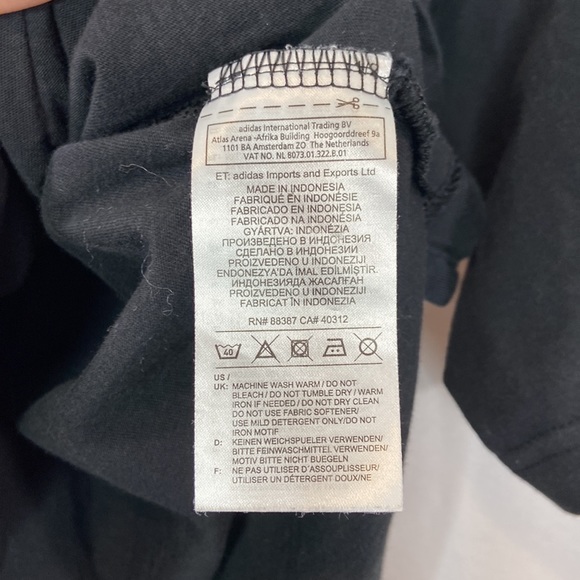 adidas International Trading BV
Atlas Arena -Afrika Building Hoogoorddreef 9a
1101 BA Amsterdam ZO The Netherlands
VAT NO. NL 8073.01.322.B.01
ET: adidas Imports and Exports Ltd
MADE IN INDONESIA
FABRIQUÉ EN INDONÉSIE
FABRICADO EN INDONESIA
FABRICADO NA INDONÉSIA
GYÁRTVA: INDONÉZIA
ПРОИЗВЕДЕНО В ИНДОНЕЗИЯ
СДЕЛАНО В ИНДОНЕЗИИ
PROIZVEDENO U INDONEZIJI
ENDONEZYA'DA İMAL EDİLMİŞTİR.
ИНДОНЕЗИЯДА ЖАСАЛҒАН
PROIZVEDENO U INDONEZIJI
FABRICAT ÎN INDONEZIA
RN# 88387 CA# 40312
40
US /
UK: MACHINE WASH WARM / DO NOT
BLEACH / DO NOT TUMBLE DRY / WARM
IRON IF NEEDED / DO NOT DRY CLEAN
DO NOT USE FABRIC SOFTENER/
USE MILD DETERGENT ONLY/DO NOT
IRON MOTIF
D: KEINEN WEICHSPUELER VERWENDEN/
BITTE FEINWASCHMITTEL VERWENDEN/
MOTIV BITTE NICHT BUEGELN
F: NE PAS UTILISER D'ASSOUPLISSEUR/
UTILISER UN DÉTERGENT DOUX/NE